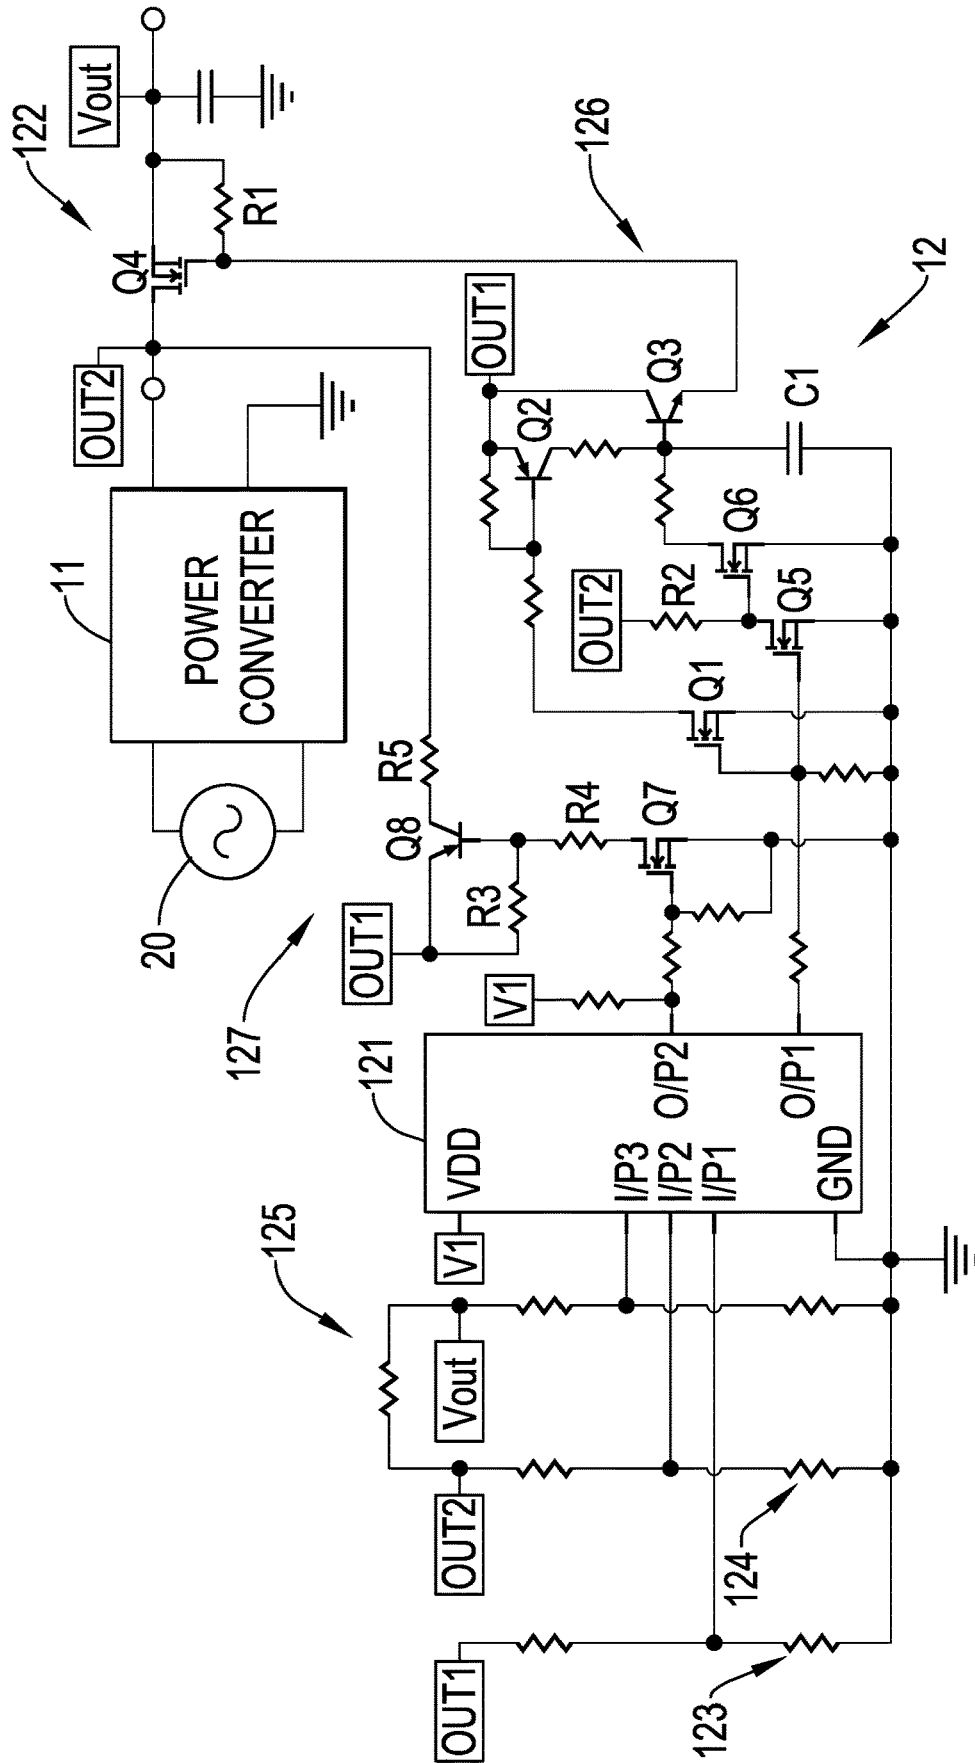 20
11
POWER
CONVERTER
OUT2
Q4
122
Vout
R1
127
OUT1
Q8
R5
R3
R4
Q7
126
OUT1
Q2
Q3
C1
12
OUT2
R2
Q6
Q5
Q1
125
121
V1
VDD
V1
I/P3
I/P2
I/P1
O/P2
O/P1
GND
Vout
OUT2
OUT1
124
123